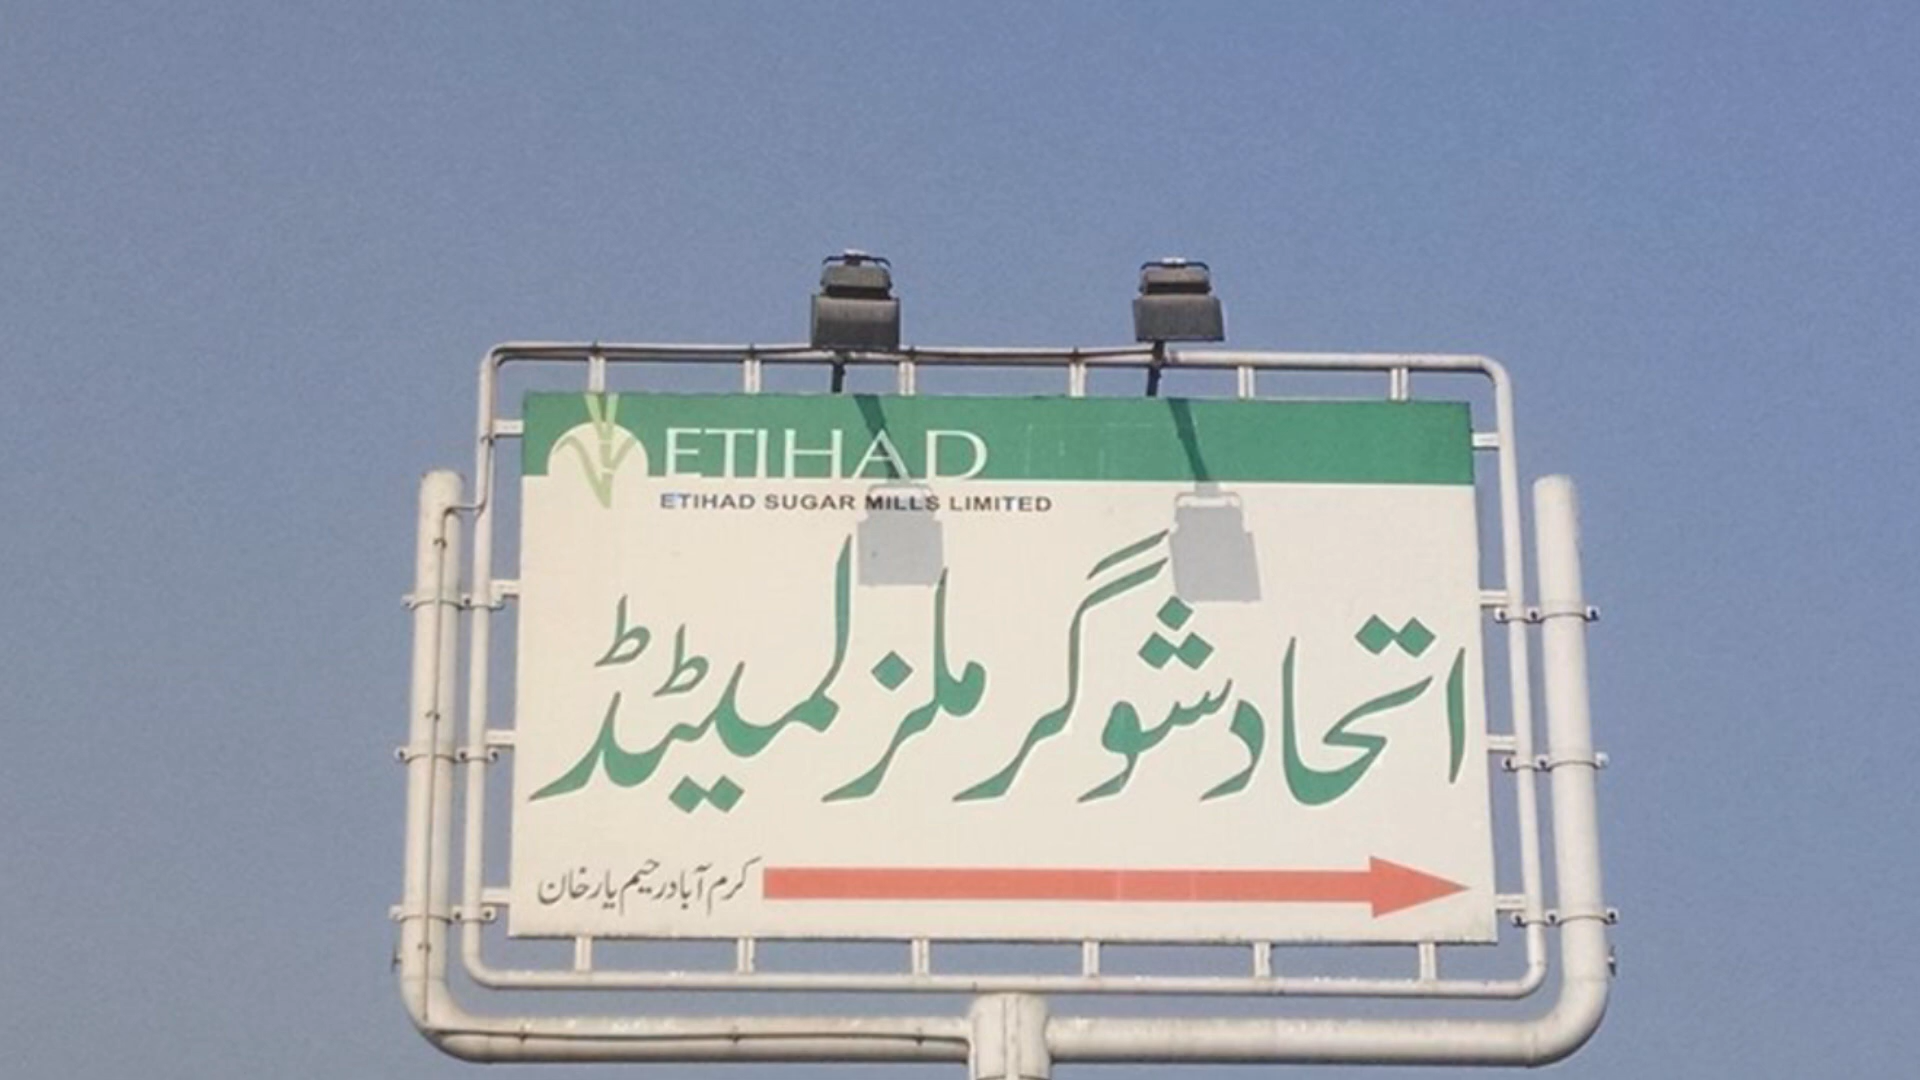 ETIHAD
ETIHAD SUGAR MILLS LIMITED
اتحاد شوگر ملز لمیٹڈ
کرم آباد رحیم یار خان